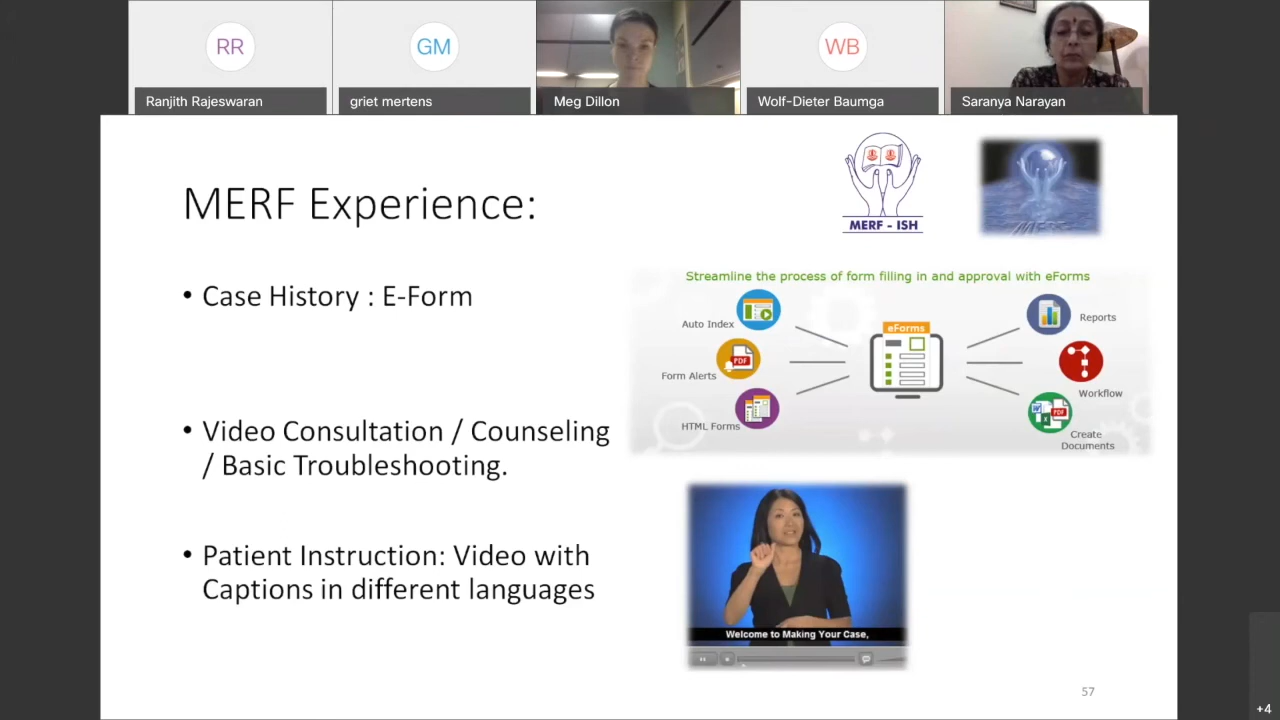 RR
GM
WB
Ranjith Rajeswaran
griet mertens
Meg Dillon
Wolf-Dieter Baumga
Saranya Narayan
MERF Experience:
MERF - ISH
• Case History : E-Form
• Video Consultation / Counseling
/ Basic Troubleshooting.
• Patient Instruction: Video with
Captions in different languages
Streamline the process of form filling in and approval with eForms
Auto Index
Form Alerts
PDF
HTML Forms
eForms
Reports
Workflow
PDF
Create
Documents
Welcome to Making Your Case,
57
+4